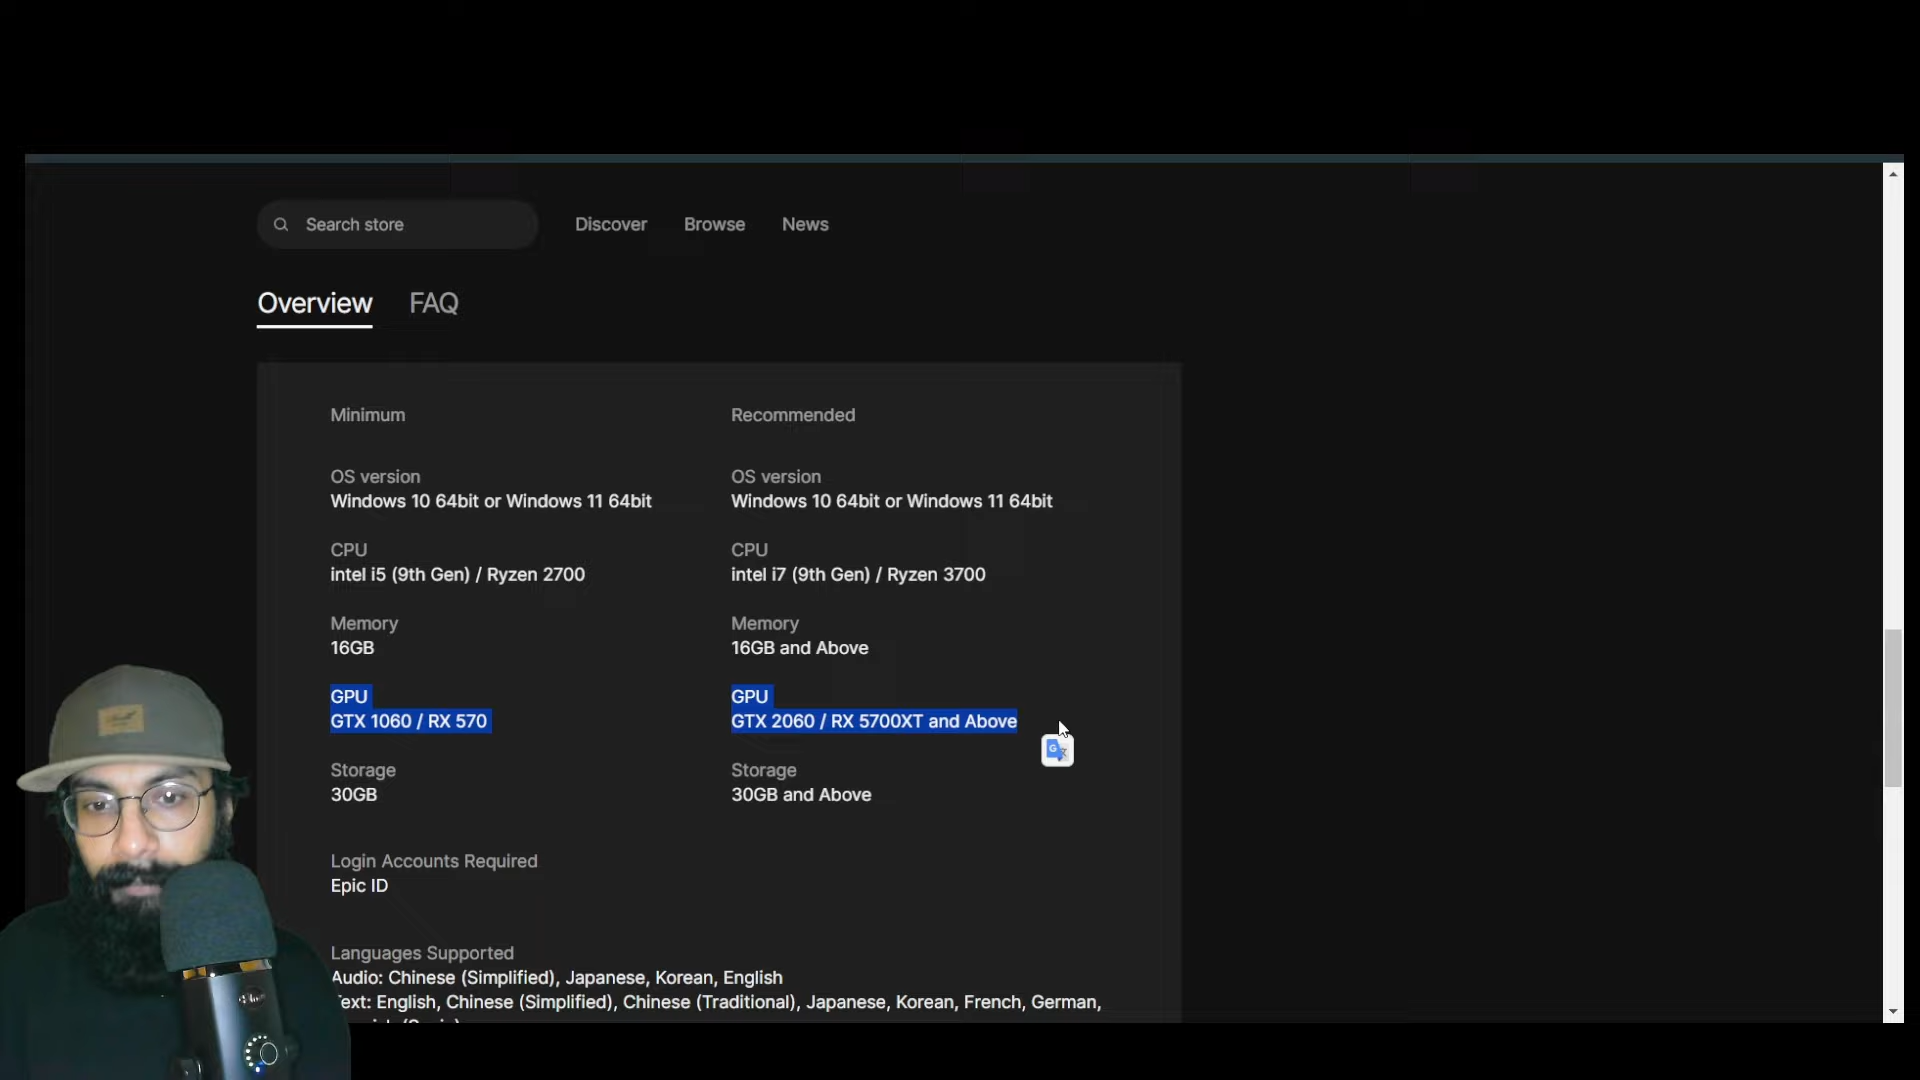 Search store
Discover
Browse
News
Overview
FAQ
Minimum
Recommended
OS version
Windows 10 64bit or Windows 11 64bit
OS version
Windows 10 64bit or Windows 11 64bit
CPU
intel i5 (9th Gen) / Ryzen 2700
CPU
intel i7 (9th Gen) / Ryzen 3700
Memory
16GB
Memory
16GB and Above
GPU
GTX 1060 / RX 570
GPU
GTX 2060 / RX 5700XT and Above
Storage
30GB
Storage
30GB and Above
Login Accounts Required
Epic ID
Languages Supported
Audio: Chinese (Simplified), Japanese, Korean, English
Text: English, Chinese (Simplified), Chinese (Traditional), Japanese, Korean, French, German,